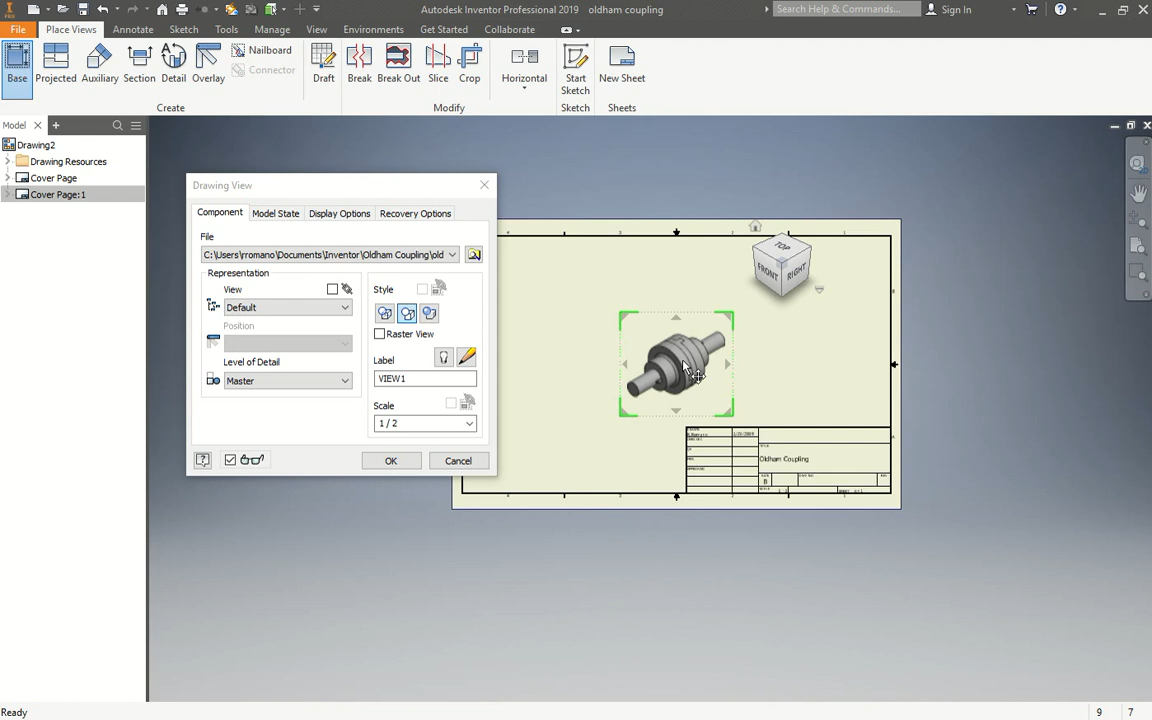 Autodesk Inventor Professional 2019 oldham coupling
Search Help & Commands...
Sign In
PRO
File Place Views Annotate Sketch Tools Manage View Environments Get Started Collaborate
Base Projected Auxiliary Section Detail Overlay
Nailboard
Connector
Draft Break Break Out Slice Crop Horizontal
Start
Sketch
New Sheet
Create Modify Sketch Sheets
Model
Drawing2
Drawing Resources
Cover Page
Cover Page:1
Drawing View
Component Model State Display Options Recovery Options
File
C:\Users\rromano\Documents\Inventor\Oldham Coupling\old
Representation
View
Default
Position
Level of Detail
Master
Style
Raster View
Label
VIEW1
Scale
1 / 2
OK Cancel
TOP
FRONT RIGHT
Oldham Coupling
B
Ready 9 7